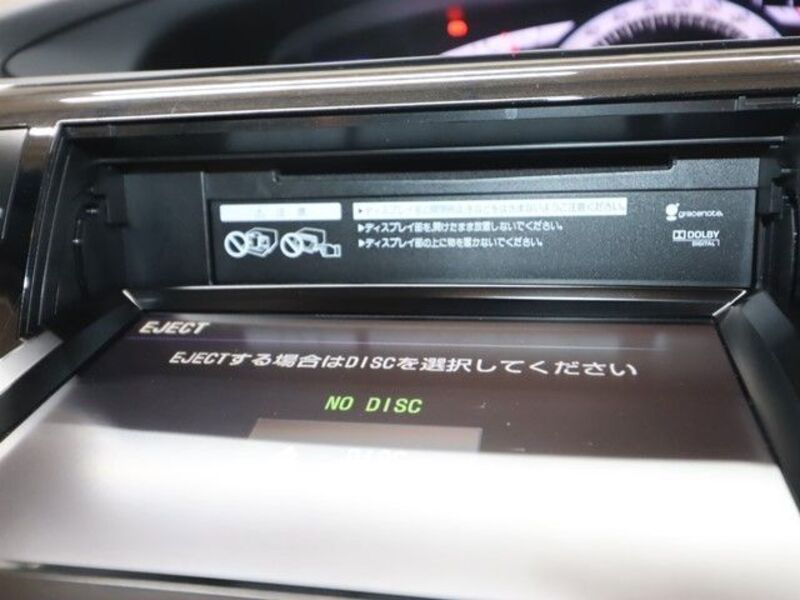 ▶ディスプレイ部を開けたまま放置しないでください。
▶ディスプレイ部の上に物を置かないでください。
gracenote.
DOLBY
DIGITAL
EJECT
EJECTする場合はDISCを選択してください
NO DISC